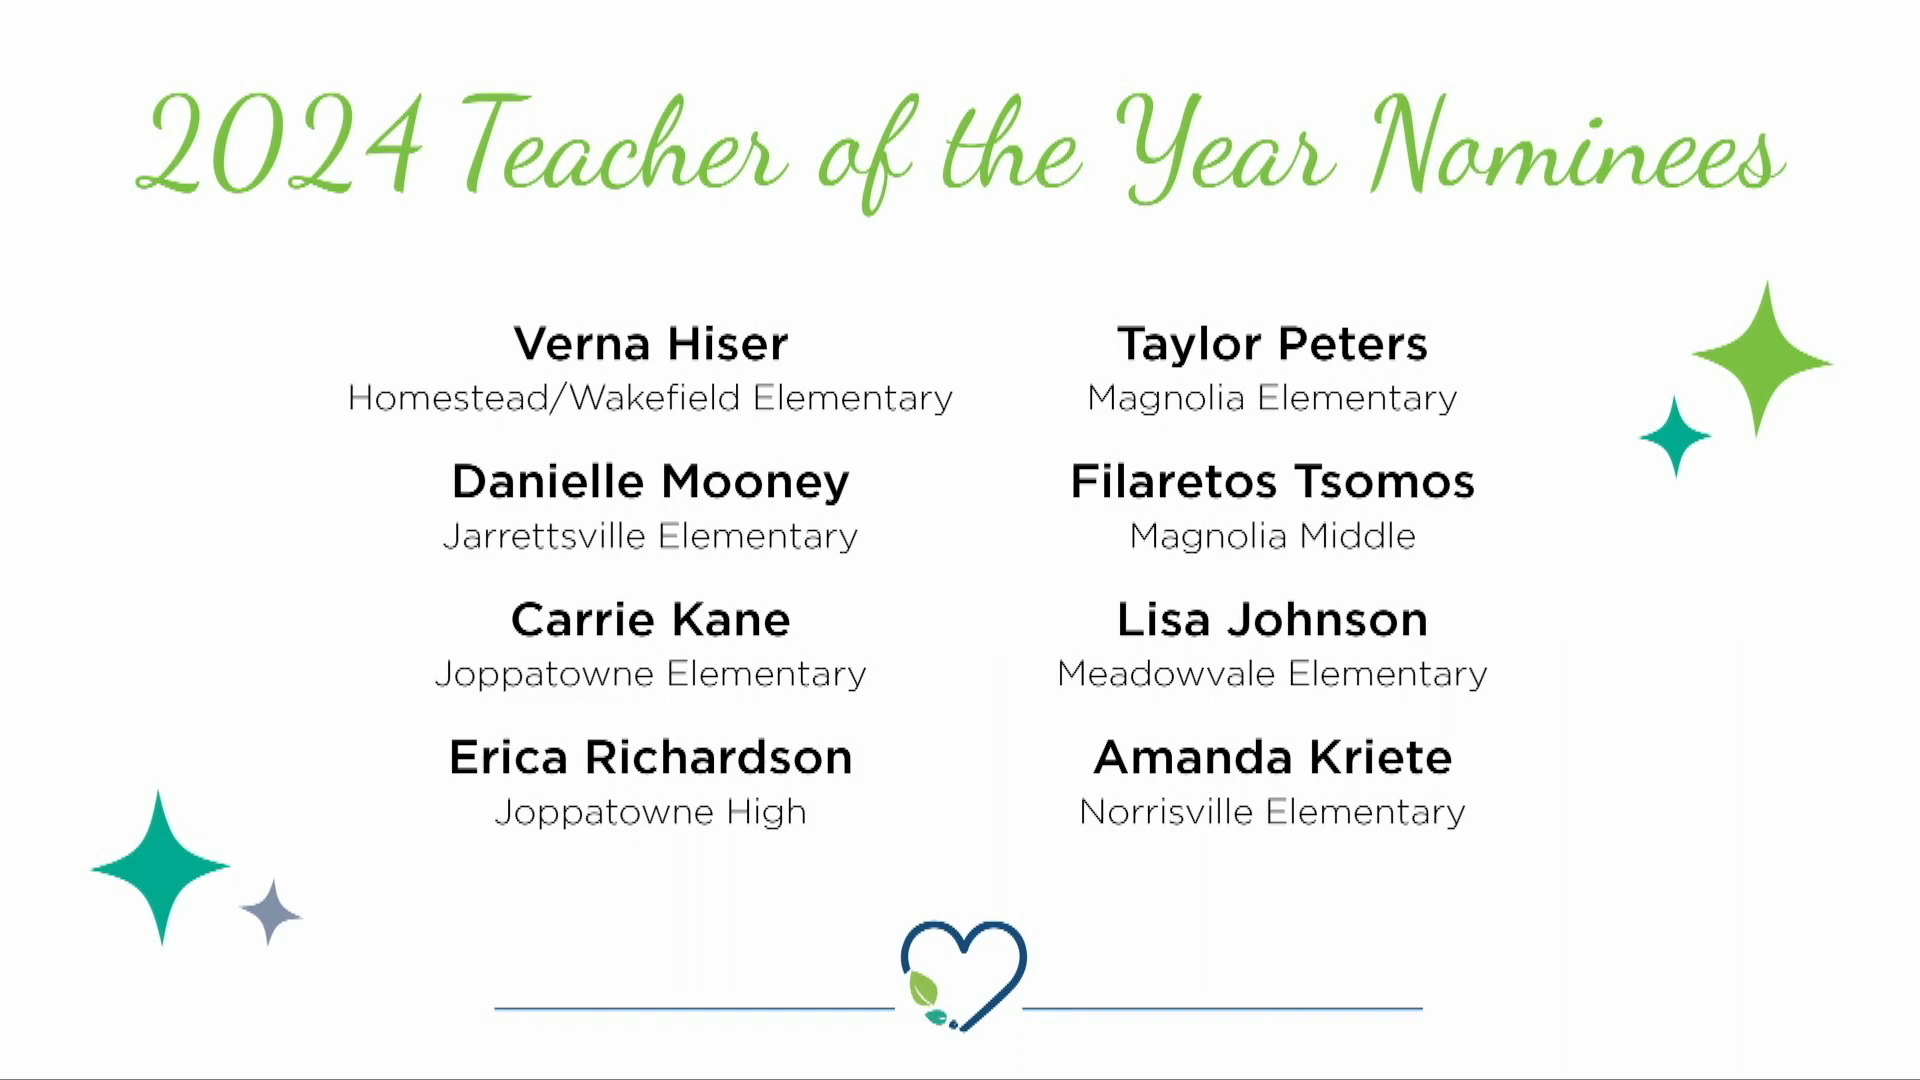 2024 Teacher of the Year Nominees
Verna Hiser
Homestead/Wakefield Elementary
Danielle Mooney
Jarrettsville Elementary
Carrie Kane
Joppatowne Elementary
Erica Richardson
Joppatowne High
Taylor Peters
Magnolia Elementary
Filaretos Tsomos
Magnolia Middle
Lisa Johnson
Meadowvale Elementary
Amanda Kriete
Norrisville Elementary